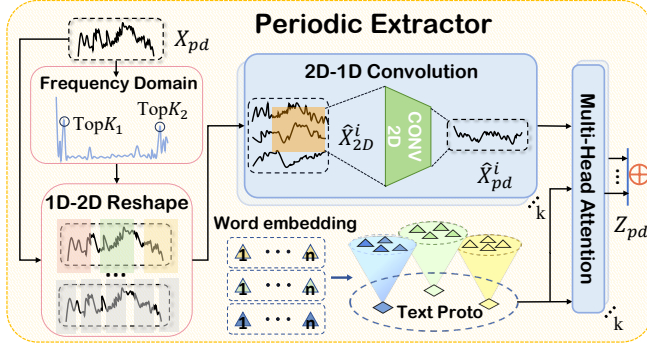 Periodic Extractor
X_pd
Frequency Domain
TopK_1
TopK_2
1D-2D Reshape
2D-1D Convolution
X̂^i_2D
CONV
2D
X̂^i_pd
k
Word embedding
1 • • • n
1 • • • n
1 • • • n
Text Proto
Multi-Head Attention
k
Z_pd